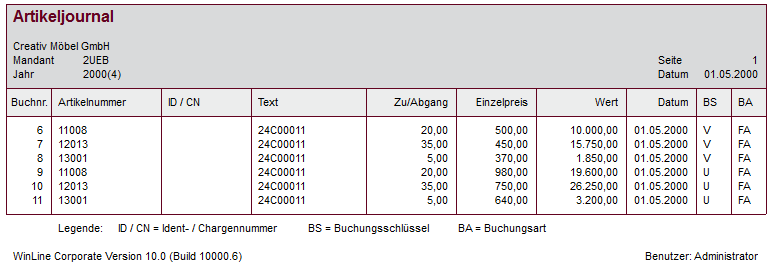 Artikeljournal
Creativ Möbel GmbH
Mandant 2UEB Seite 1
Jahr 2000(4) Datum 01.05.2000
Buchnr. Artikelnummer ID / CN Text Zu/Abgang Einzelpreis Wert Datum BS BA
6 11008 24C00011 20,00 500,00 10.000,00 01.05.2000 V FA
7 12013 24C00011 35,00 450,00 15.750,00 01.05.2000 V FA
8 13001 24C00011 5,00 370,00 1.850,00 01.05.2000 V FA
9 11008 24C00011 20,00 980,00 19.600,00 01.05.2000 U FA
10 12013 24C00011 35,00 750,00 26.250,00 01.05.2000 U FA
11 13001 24C00011 5,00 640,00 3.200,00 01.05.2000 U FA
Legende: ID / CN = Ident- / Chargennummer BS = Buchungsschlüssel BA = Buchungsart
WinLine Corporate Version 10.0 (Build 10000.6) Benutzer: Administrator